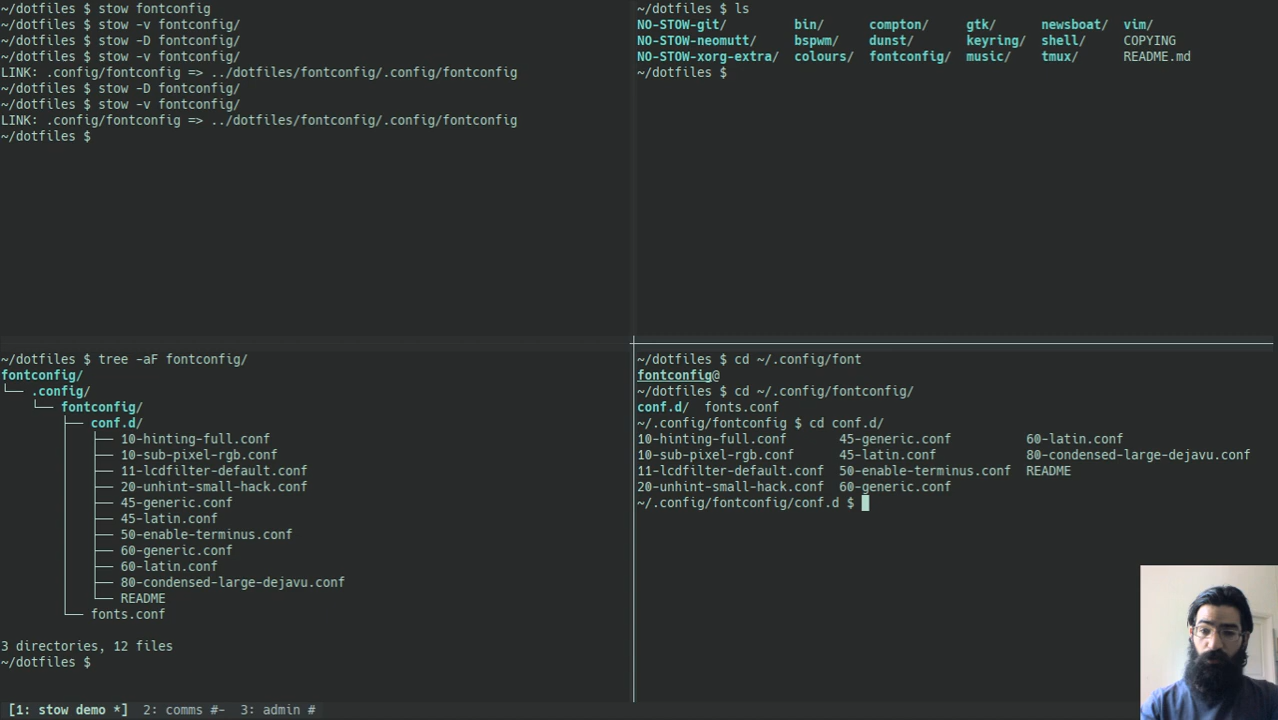 ~/dotfiles $ stow fontconfig
~/dotfiles $ stow -v fontconfig/
~/dotfiles $ stow -D fontconfig/
~/dotfiles $ stow -v fontconfig/
LINK: .config/fontconfig => ../dotfiles/fontconfig/.config/fontconfig
~/dotfiles $ stow -D fontconfig/
~/dotfiles $ stow -v fontconfig/
LINK: .config/fontconfig => ../dotfiles/fontconfig/.config/fontconfig
~/dotfiles $
~/dotfiles $ ls
NO-STOW-git/ bin/ compton/ gtk/ newsboat/ vim/
NO-STOW-neomutt/ bspwm/ dunst/ keyring/ shell/ COPYING
NO-STOW-xorg-extra/ colours/ fontconfig/ music/ tmux/ README.md
~/dotfiles $
~/dotfiles $ tree -aF fontconfig/
fontconfig/
└── .config/
    └── fontconfig/
        ├── conf.d/
        │   ├── 10-hinting-full.conf
        │   ├── 10-sub-pixel-rgb.conf
        │   ├── 11-lcdfilter-default.conf
        │   ├── 20-unhint-small-hack.conf
        │   ├── 45-generic.conf
        │   ├── 45-latin.conf
        │   ├── 50-enable-terminus.conf
        │   ├── 60-generic.conf
        │   ├── 60-latin.conf
        │   ├── 80-condensed-large-dejavu.conf
        │   └── README
        └── fonts.conf
3 directories, 12 files
~/dotfiles $
~/dotfiles $ cd ~/.config/font
fontconfig@
~/dotfiles $ cd ~/.config/fontconfig/
conf.d/ fonts.conf
~/.config/fontconfig $ cd conf.d/
10-hinting-full.conf 45-generic.conf 60-latin.conf
10-sub-pixel-rgb.conf 45-latin.conf 80-condensed-large-dejavu.conf
11-lcdfilter-default.conf 50-enable-terminus.conf README
20-unhint-small-hack.conf 60-generic.conf
~/.config/fontconfig/conf.d $
[1: stow demo *] 2: comms #- 3: admin #